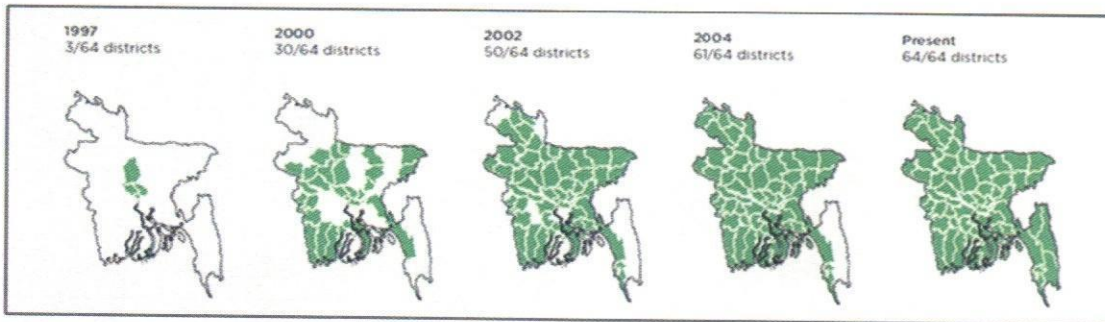 1997
3/64 districts
2000
30/64 districts
2002
50/64 districts
2004
61/64 districts
Present
64/64 districts